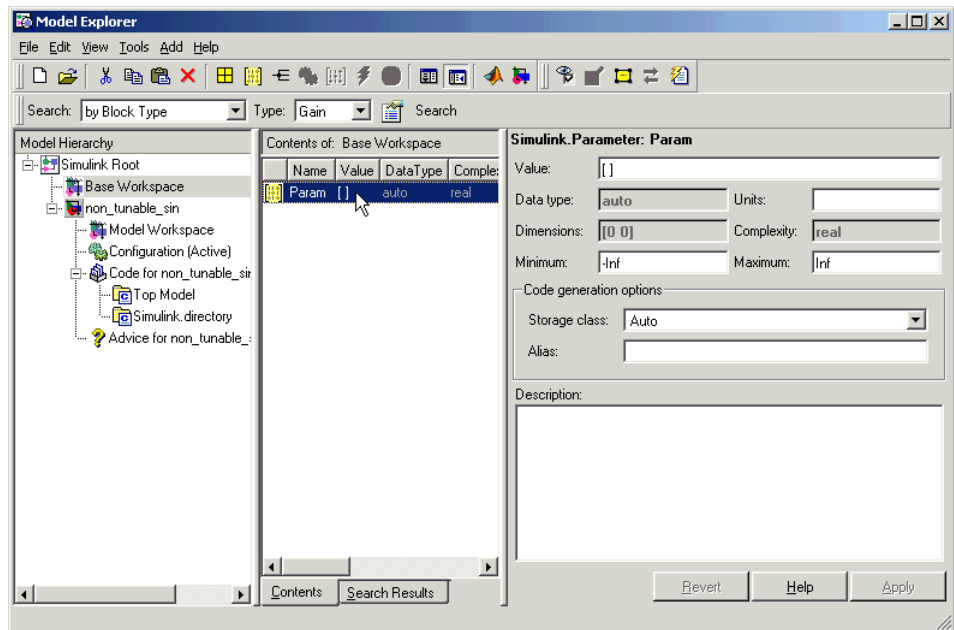 Model Explorer
File Edit View Tools Add Help
Search: by Block Type Type: Gain Search
Model Hierarchy
Simulink Root
Base Workspace
non_tunable_sin
Model Workspace
Configuration (Active)
Code for non_tunable_sin
Top Model
Simulink.directory
Advice for non_tunable_
Contents of: Base Workspace
Name Value DataType Comple
Param [ ] auto real
Contents Search Results
Simulink.Parameter: Param
Value: [ ]
Data type: auto Units:
Dimensions: [0 0] Complexity: real
Minimum: -Inf Maximum: Inf
Code generation options
Storage class: Auto
Alias:
Description:
Revert Help Apply